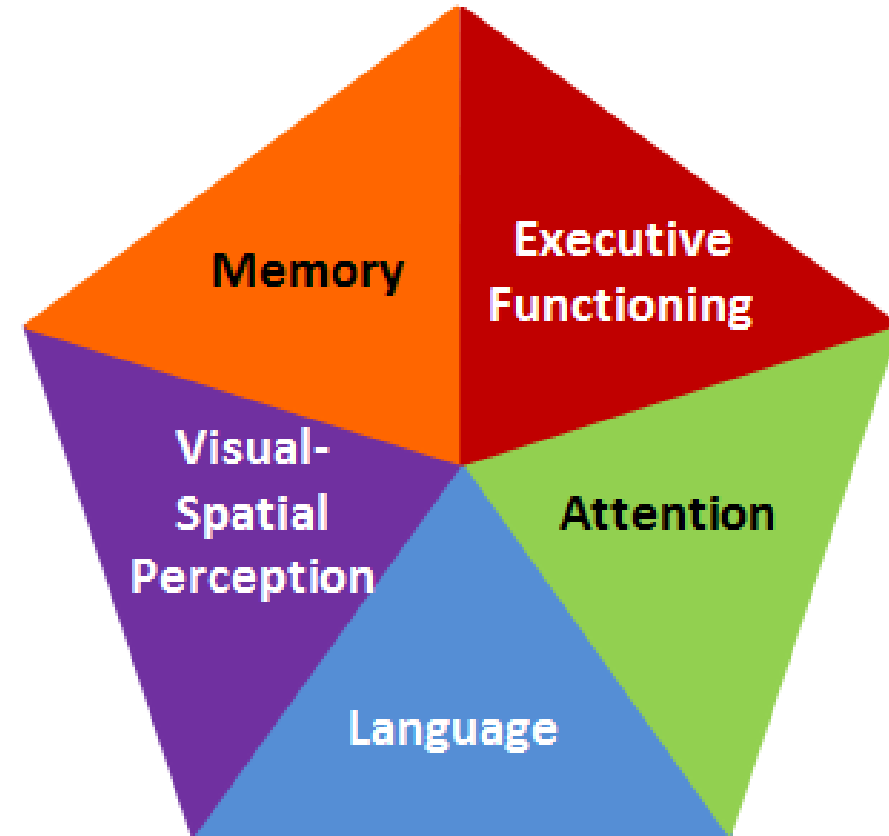 Memory
Executive
Functioning
Visual-
Spatial
Perception
Attention
Language